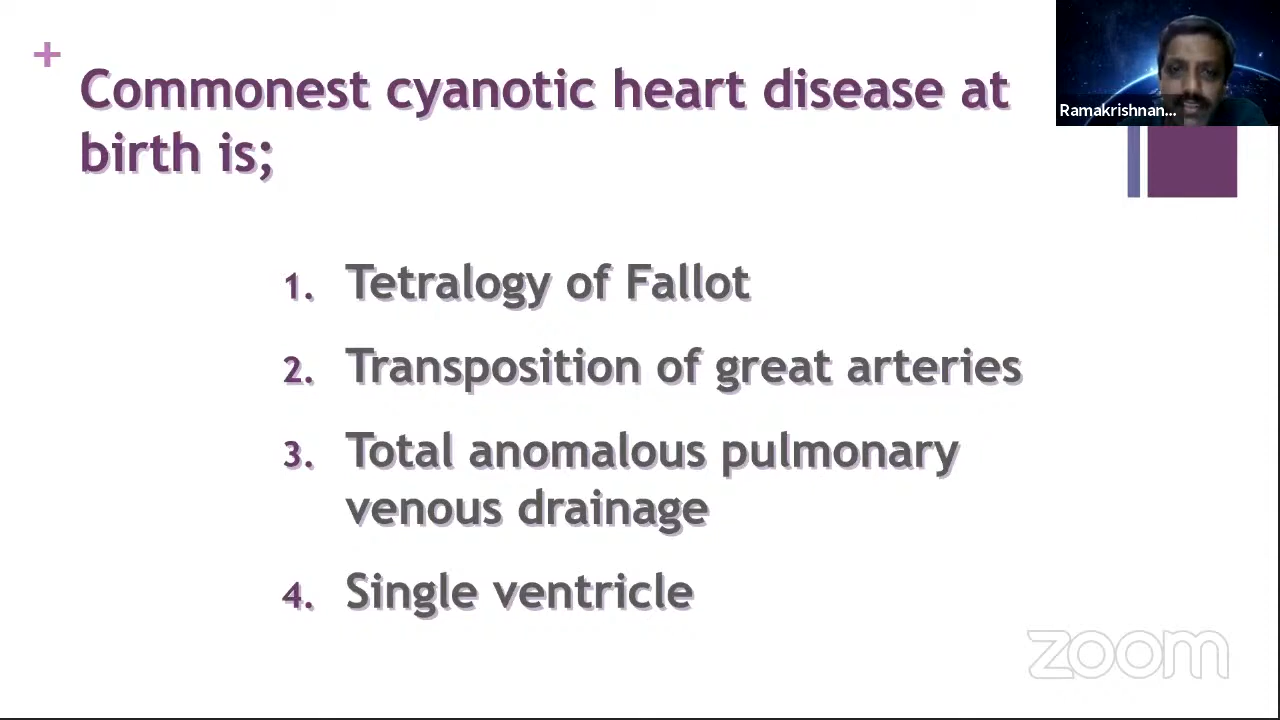 +
Commonest cyanotic heart disease at
birth is;
Ramakrishnan...
1. Tetralogy of Fallot
2. Transposition of great arteries
3. Total anomalous pulmonary
venous drainage
4. Single ventricle
zoom